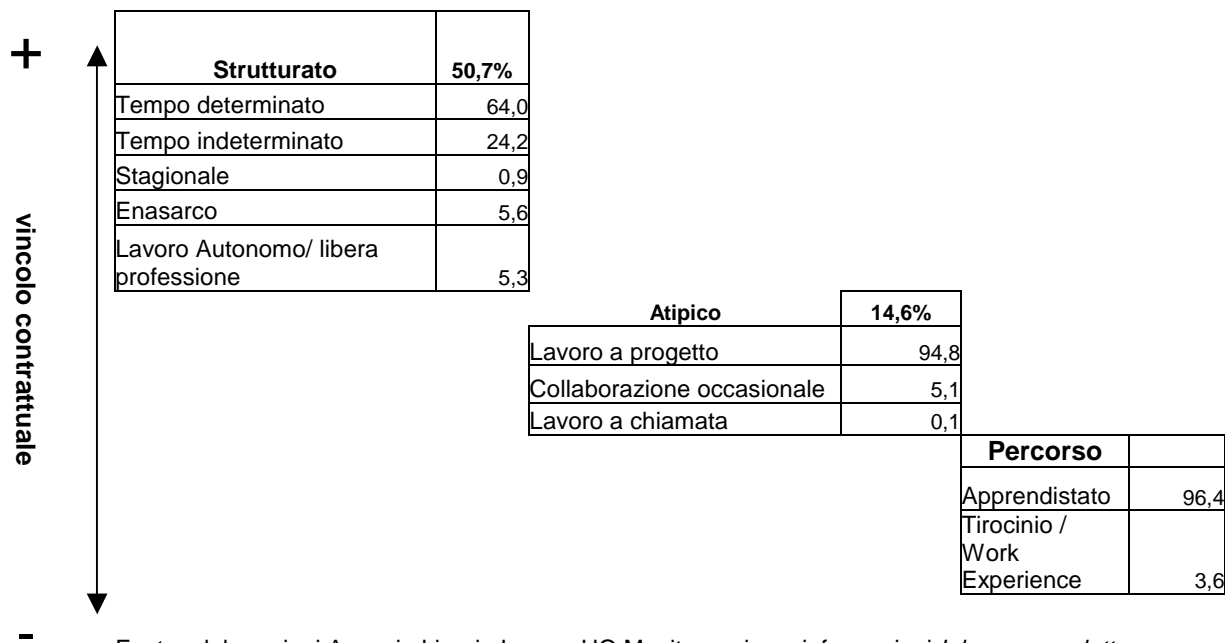 +
vincolo contrattuale
Strutturato 50,7%
Tempo determinato 64,0
Tempo indeterminato 24,2
Stagionale 0,9
Enasarco 5,6
Lavoro Autonomo/ libera
professione 5,3
Atipico 14,6%
Lavoro a progetto 94,8
Collaborazione occasionale 5,1
Lavoro a chiamata 0,1
Percorso
Apprendistato 96,4
Tirocinio /
Work
Experience 3,6
-